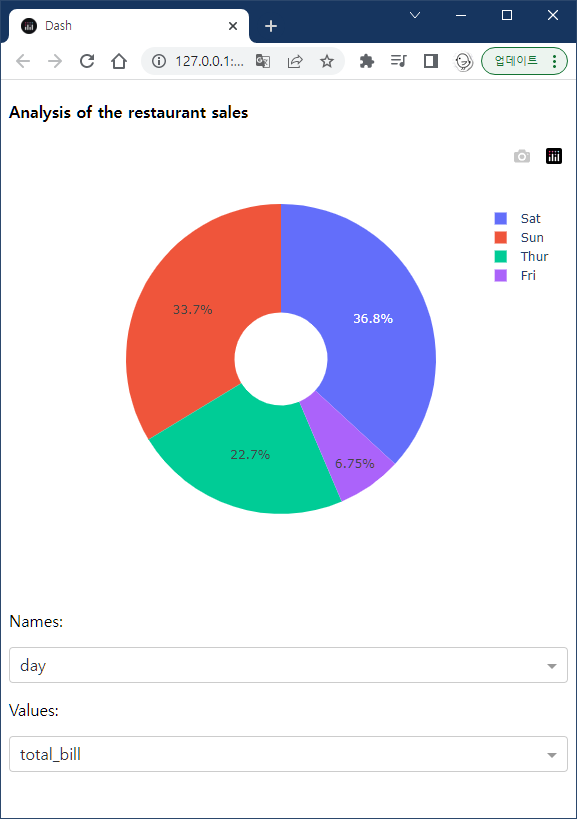 Dash
127.0.0.1:...
업데이트
Analysis of the restaurant sales
Sat
Sun
Thur
Fri
36.8%
33.7%
22.7%
6.75%
Names:
day
Values:
total_bill